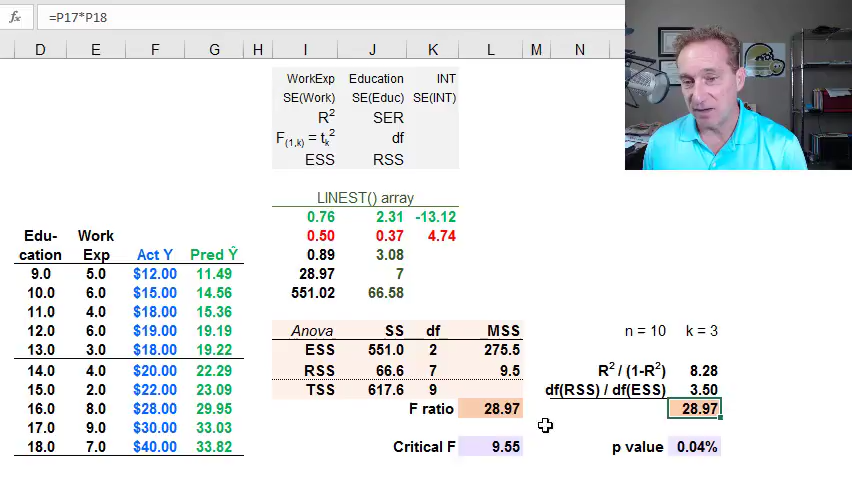 fx =P17*P18
D E F G H I J K L M N
WorkExp Education INT
SE(Work) SE(Educ) SE(INT)
R² SER
F(1,k) = tk² df
ESS RSS
LINEST() array
0.76 2.31 -13.12
Edu- Work 0.50 0.37 4.74
cation Exp Act Y Pred Ŷ 0.89 3.08
9.0 5.0 $12.00 11.49 28.97 7
10.0 6.0 $15.00 14.56 551.02 66.58
11.0 4.0 $18.00 15.36
12.0 6.0 $19.00 19.19 Anova SS df MSS n = 10 k = 3
13.0 3.0 $18.00 19.22 ESS 551.0 2 275.5
14.0 4.0 $20.00 22.29 RSS 66.6 7 9.5 R² / (1-R²) 8.28
15.0 2.0 $22.00 23.09 TSS 617.6 9 df(RSS) / df(ESS) 3.50
16.0 8.0 $28.00 29.95 F ratio 28.97 28.97
17.0 9.0 $30.00 33.03
18.0 7.0 $40.00 33.82 Critical F 9.55 p value 0.04%